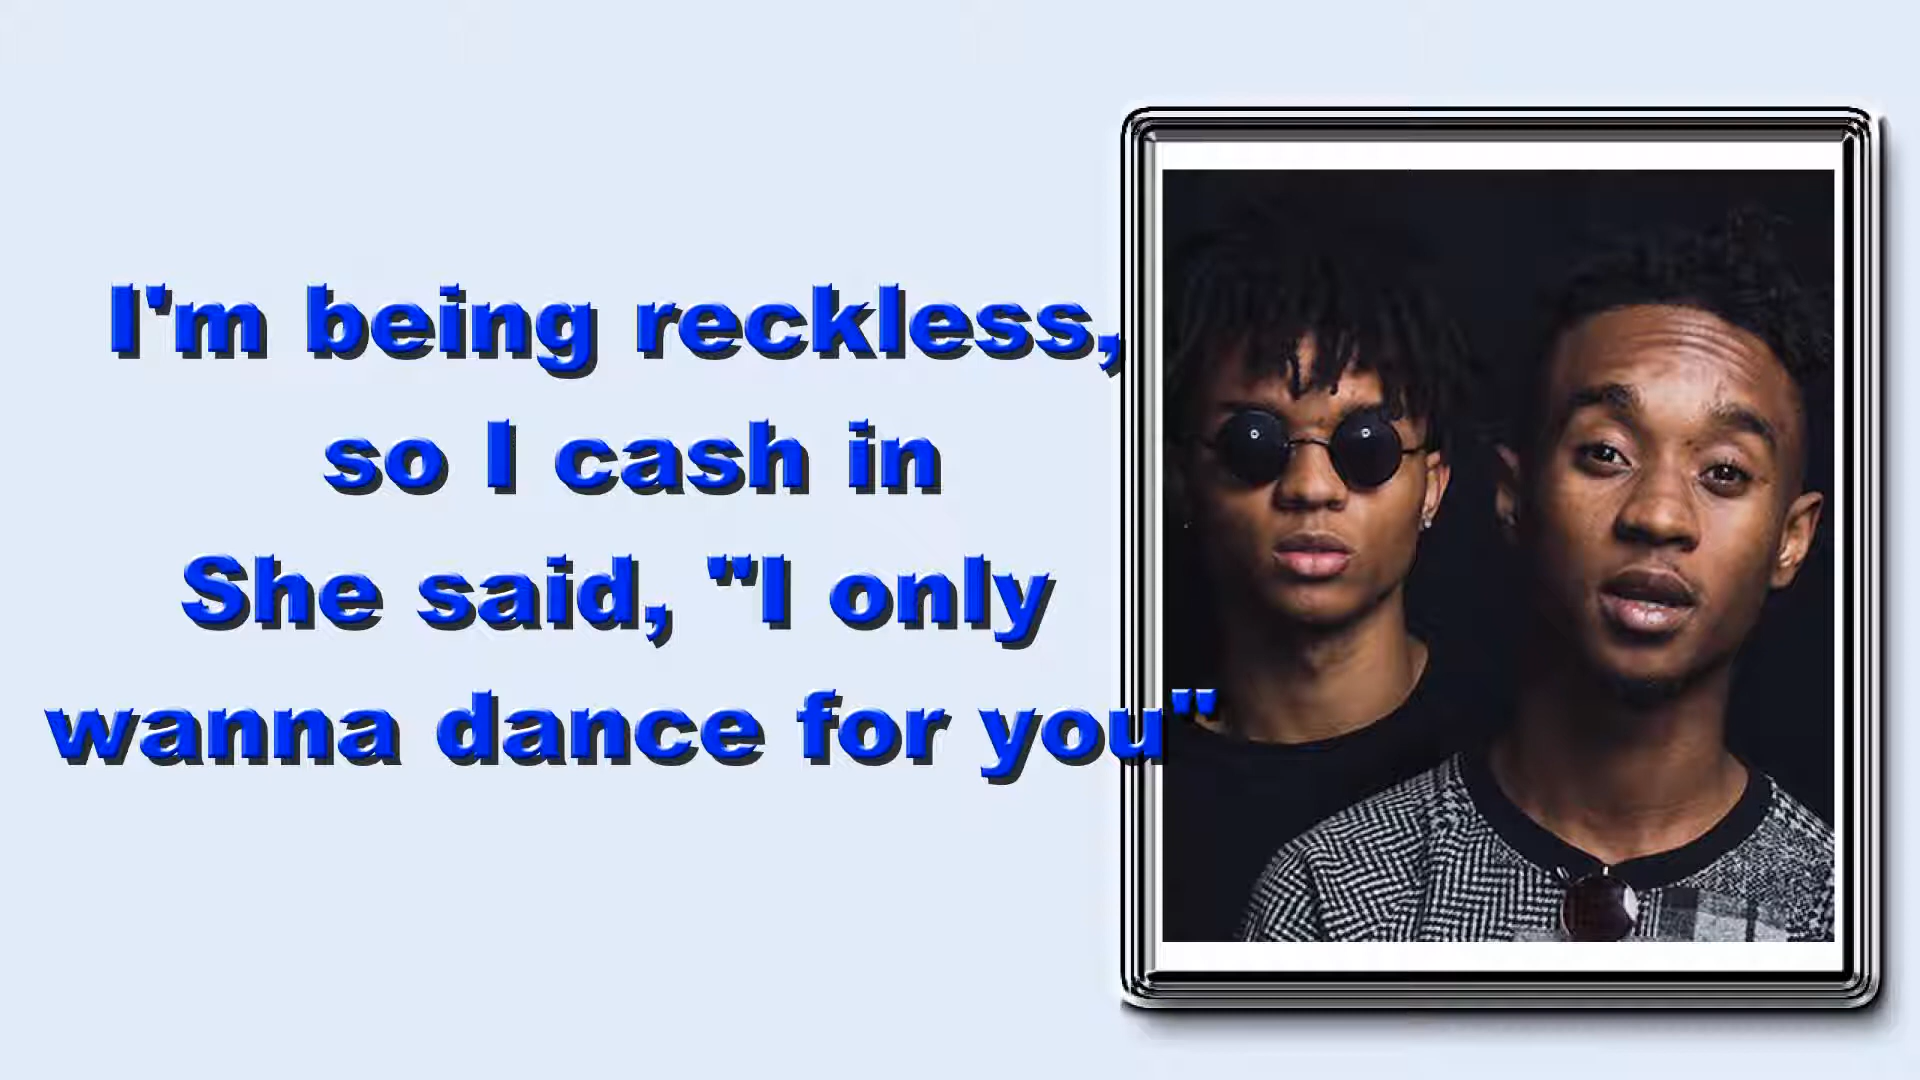 I'm being reckless,
so I cash in
She said, "I only
wanna dance for you"